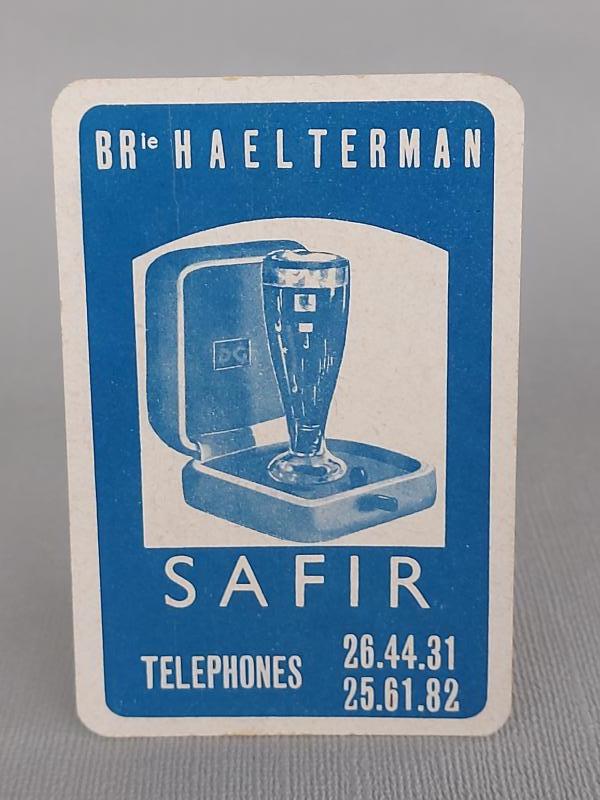 BRie HAELTERMAN
SAFIR
TELEPHONES
26.44.31
25.61.82